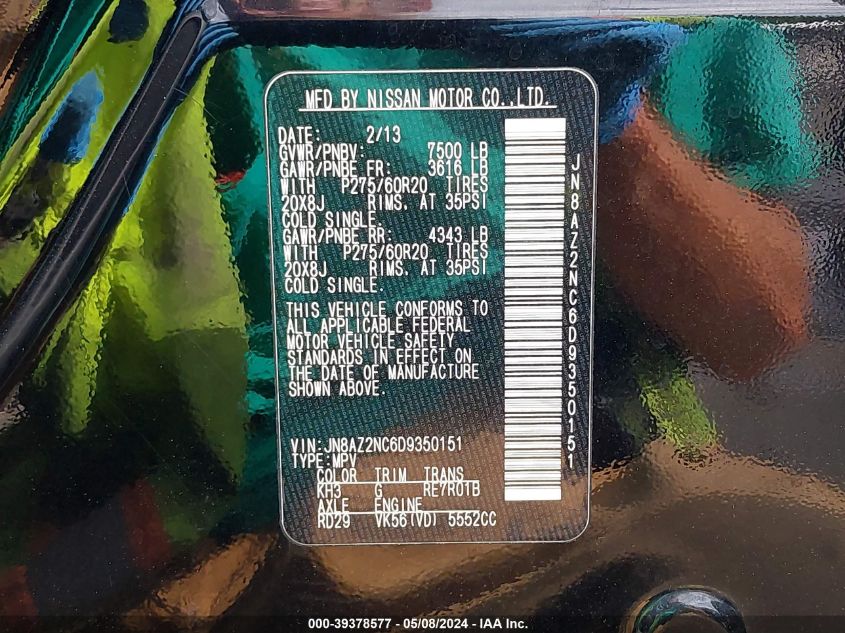 MFD BY NISSAN MOTOR CO.,LTD.
DATE: 2/13
GVWR/PNBV: 7500 LB
GAWR/PNBE FR: 3616 LB
WITH P275/60R20 TIRES
20X8J RIMS. AT 35PSI
COLD SINGLE.
GAWR/PNBE RR: 4343 LB
WITH P275/60R20 TIRES
20X8J RIMS. AT 35PSI
COLD SINGLE.
THIS VEHICLE CONFORMS TO
ALL APPLICABLE FEDERAL
MOTOR VEHICLE SAFETY
STANDARDS IN EFFECT ON
THE DATE OF MANUFACTURE
SHOWN ABOVE.
VIN:JN8AZ2NC6D9350151
TYPE:MPV
COLOR TRIM TRANS
KH3 G RE7R01B
AXLE ENGINE
RD29 VK56(VD) 5552CC
JN8AZ2NC6D9350151
000-39378577 - 05/08/2024 - IAA Inc.